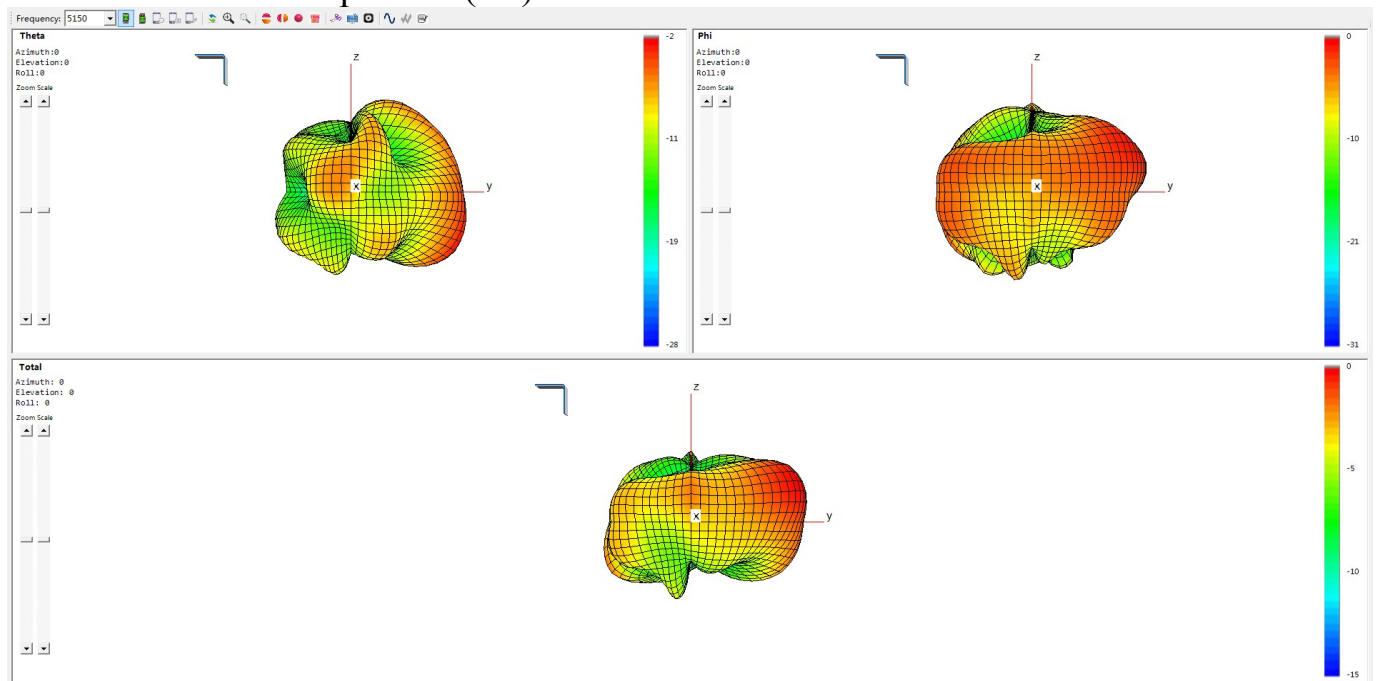 Frequency: 5150
Theta
Azimuth:0
Elevation:0
Roll:0
Zoom Scale
z
y
x
-2
-11
-19
-28
Phi
Azimuth:0
Elevation:0
Roll:0
Zoom Scale
z
y
x
0
-10
-21
-31
Total
Azimuth: 0
Elevation: 0
Roll: 0
Zoom Scale
z
y
x
0
-5
-10
-15